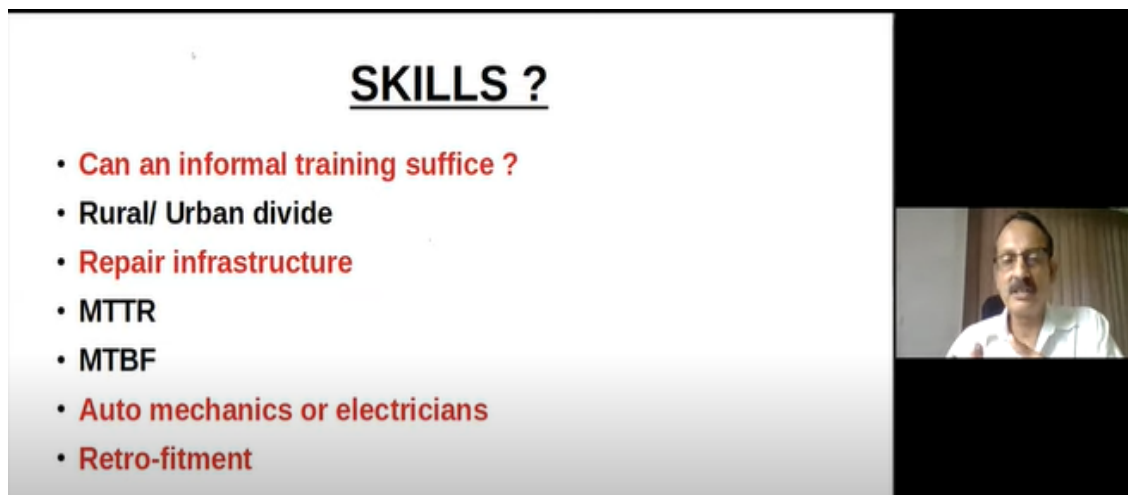 SKILLS ?
• Can an informal training suffice ?
• Rural/ Urban divide
• Repair infrastructure
• MTTR
• MTBF
• Auto mechanics or electricians
• Retro-fitment